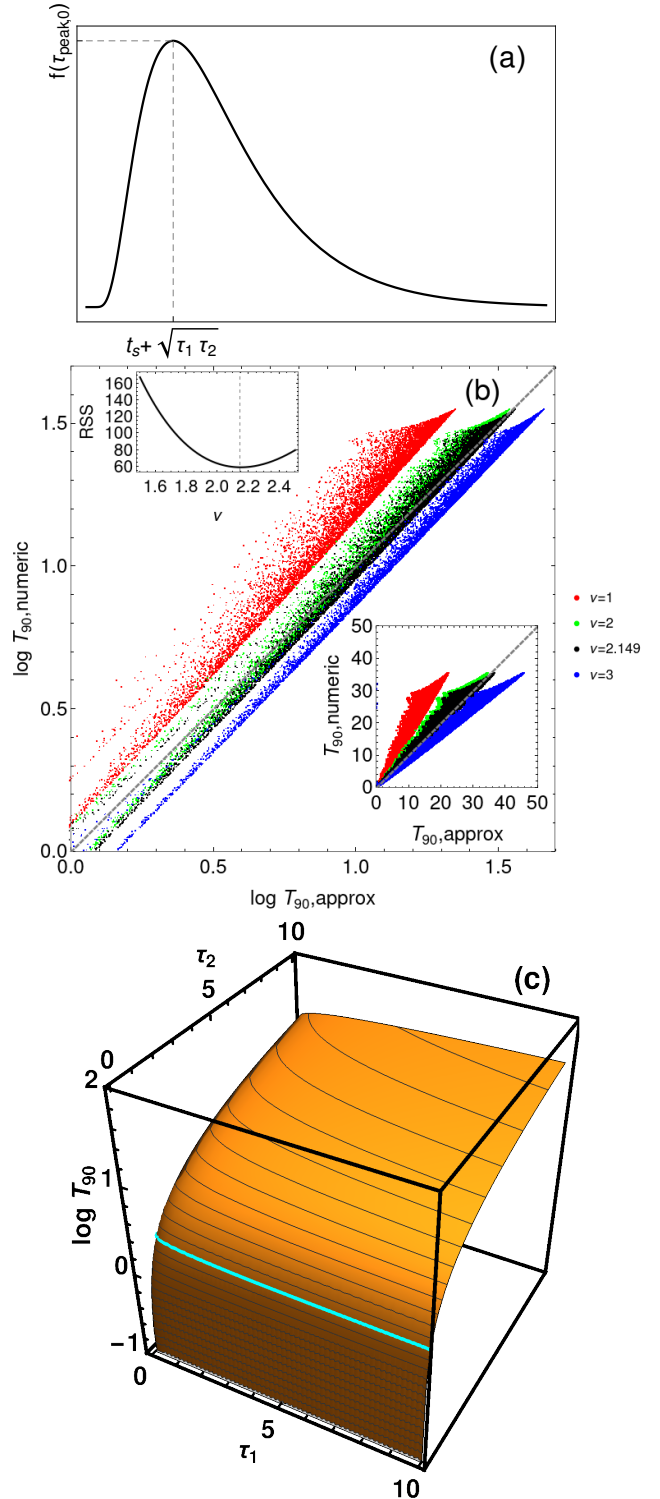 f(τpeak,0)
(a)
ts+ √τ1 τ2
(b)
160
140
120
100
80
60
RSS
1.6 1.8 2.0 2.2 2.4
ν
1.5
1.0
0.5
0.0
log T90,numeric
0.0 0.5 1.0 1.5
log T90,approx
ν=1
ν=2
ν=2.149
ν=3
50
40
30
20
10
0
T90,numeric
0 10 20 30 40 50
T90,approx
(c)
10
τ2
5
0
2
1
0
−1
log T90
0
5
10
τ1